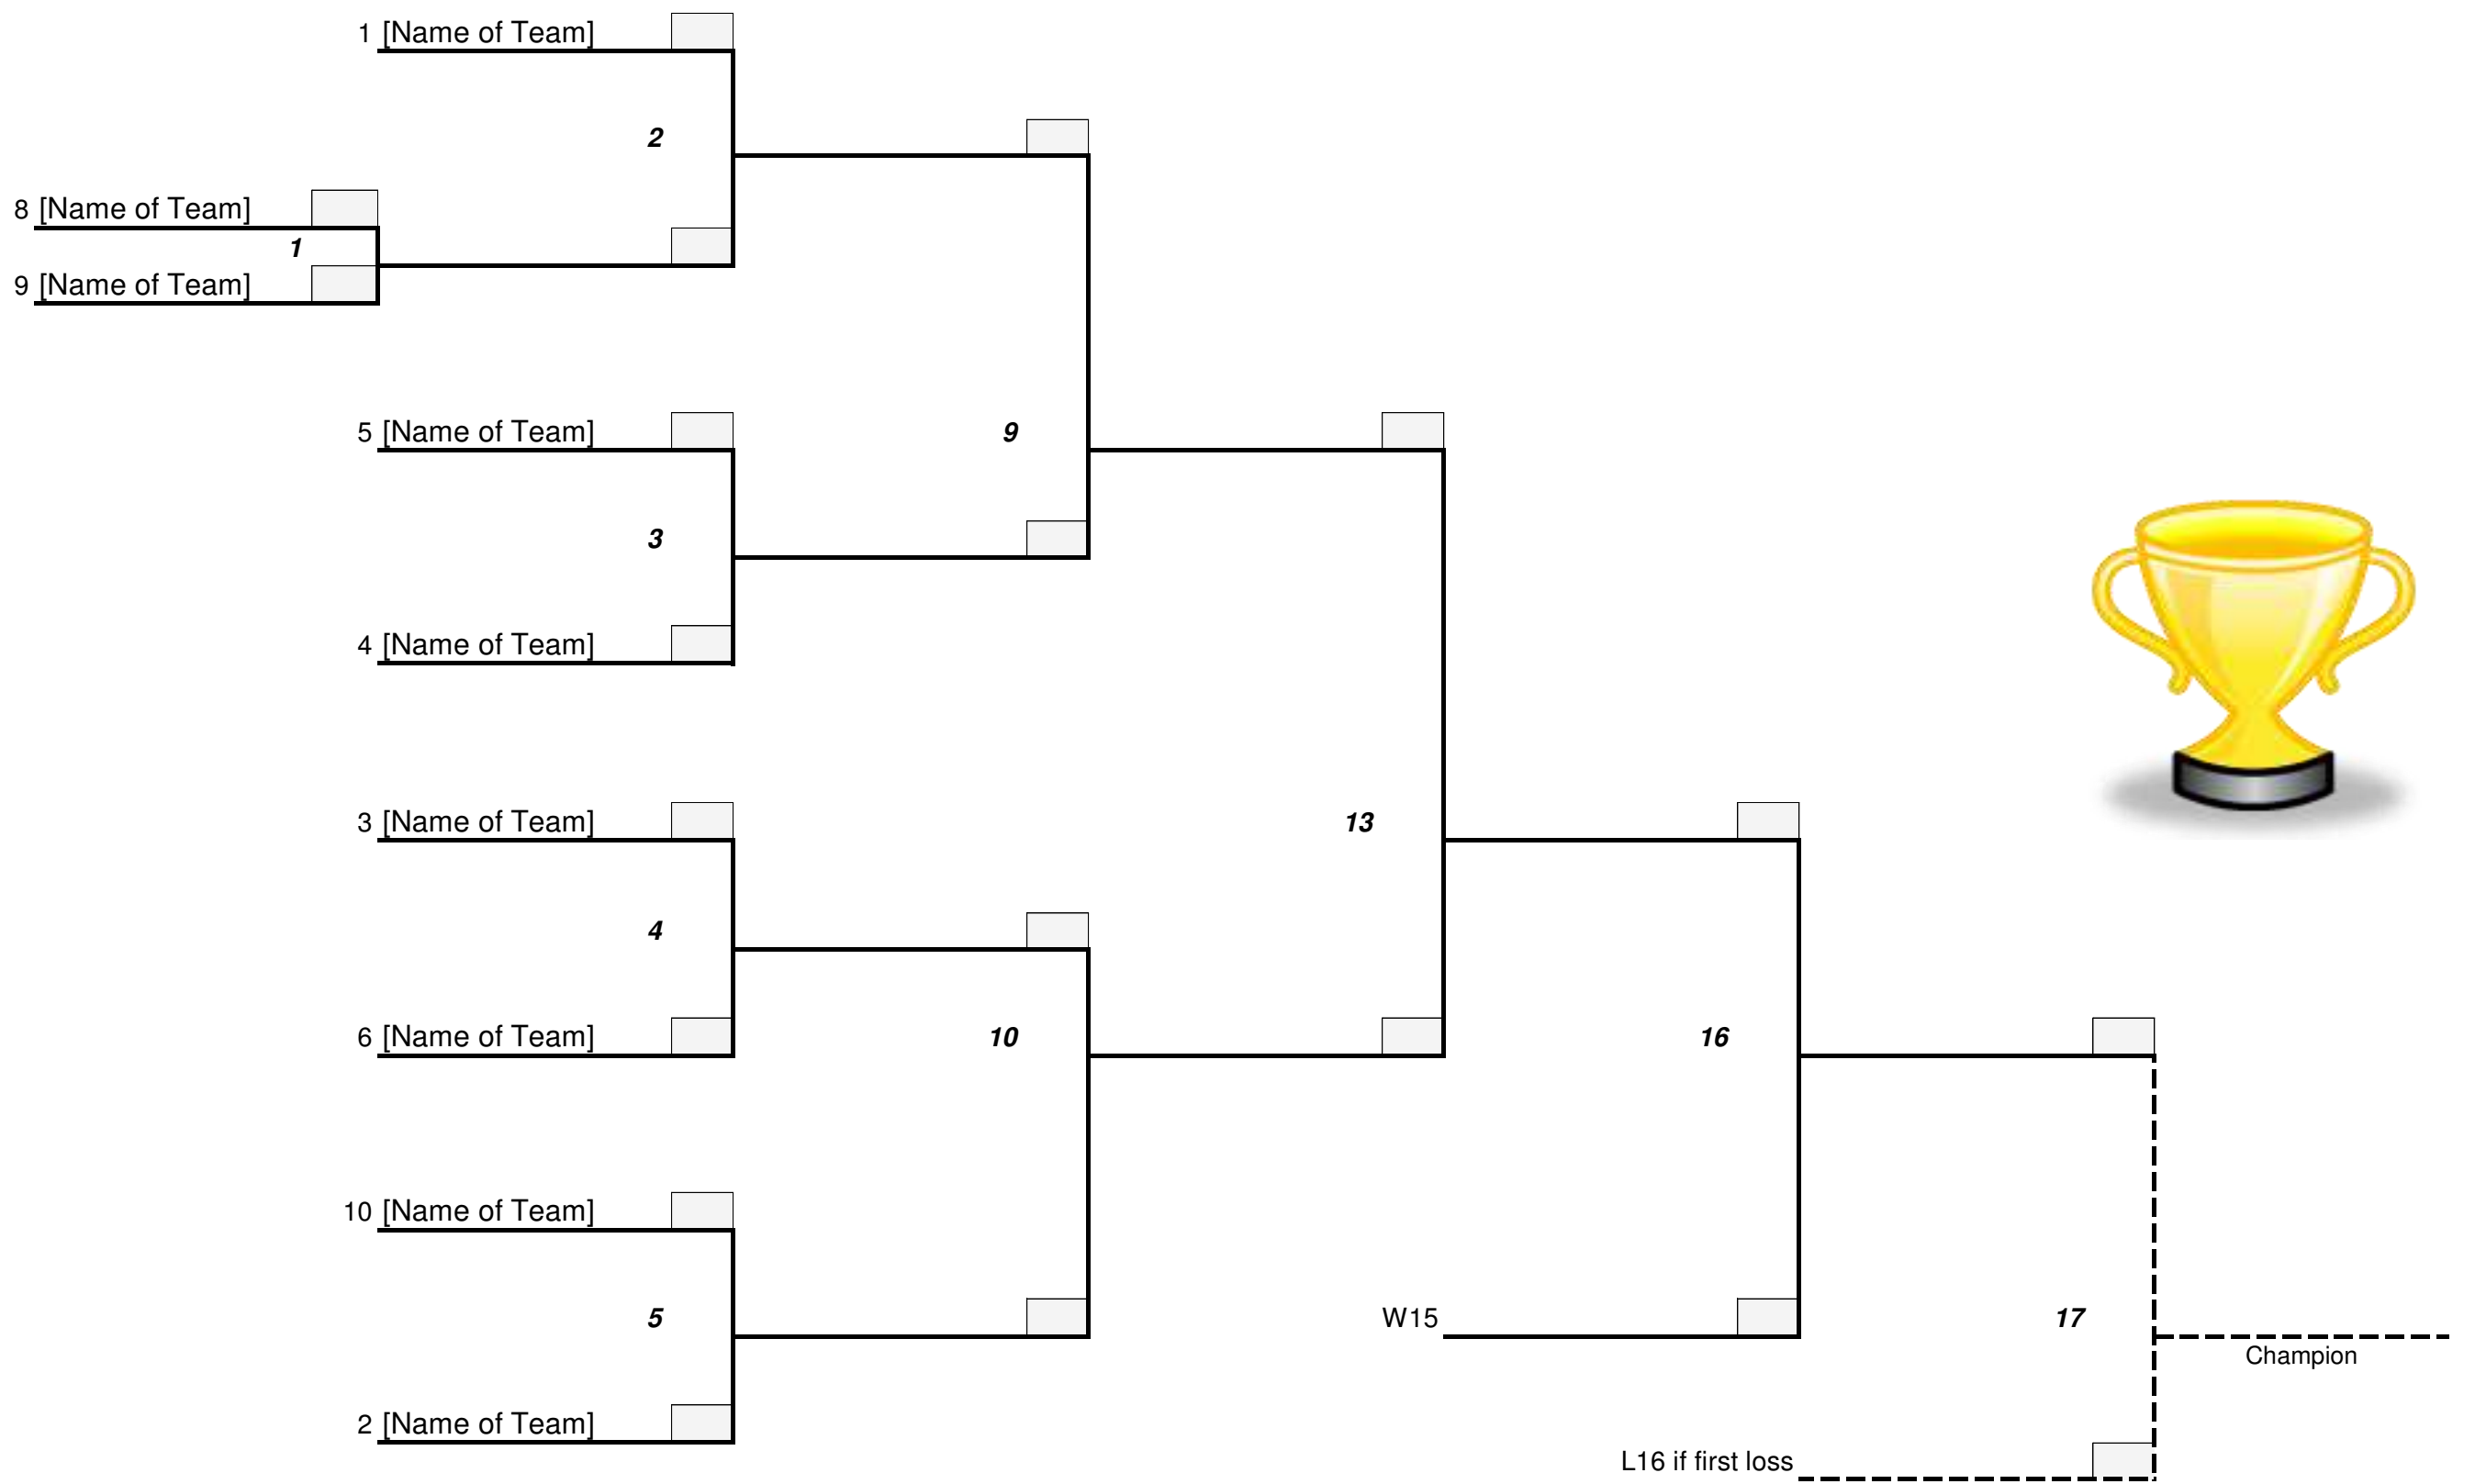 1 [Name of Team]
2
8 [Name of Team]
1
9 [Name of Team]
5 [Name of Team]
9
3
4 [Name of Team]
3 [Name of Team]
13
4
6 [Name of Team]
10
16
10 [Name of Team]
5
W15
17
Champion
2 [Name of Team]
L16 if first loss